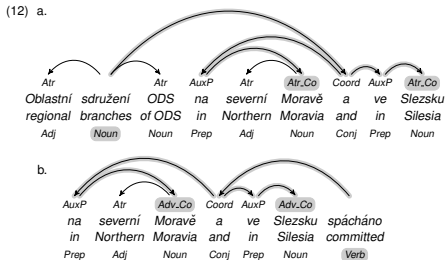 (12) a.
Atr Atr AuxP Atr Atr_Co Coord AuxP Atr_Co
Oblastní sdružení ODS na severní Moravě a ve Slezsku
regional branches of ODS in Northern Moravia and in Silesia
Adj Noun Noun Prep Adj Noun Conj Prep Noun
b.
AuxP Atr Adv_Co Coord AuxP Adv_Co
na severní Moravě a ve Slezsku spácháno
in Northern Moravia and in Silesia committed
Prep Adj Noun Conj Prep Noun Verb